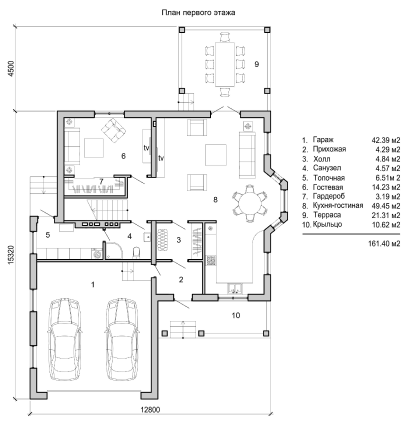 План первого этажа
4500
9
tv
tv
6
7
8
5
4
3
1
2
10
15320
12800
1. Гараж 42.39 м2
2. Прихожая 4.29 м2
3. Холл 4.84 м2
4. Санузел 4.57 м2
5. Топочная 6.51 м2
6. Гостевая 14.23 м2
7. Гардероб 3.19 м2
8. Кухня-гостиная 49.45 м2
9. Терраса 21.31 м2
10. Крыльцо 10.62 м2
161.40 м2